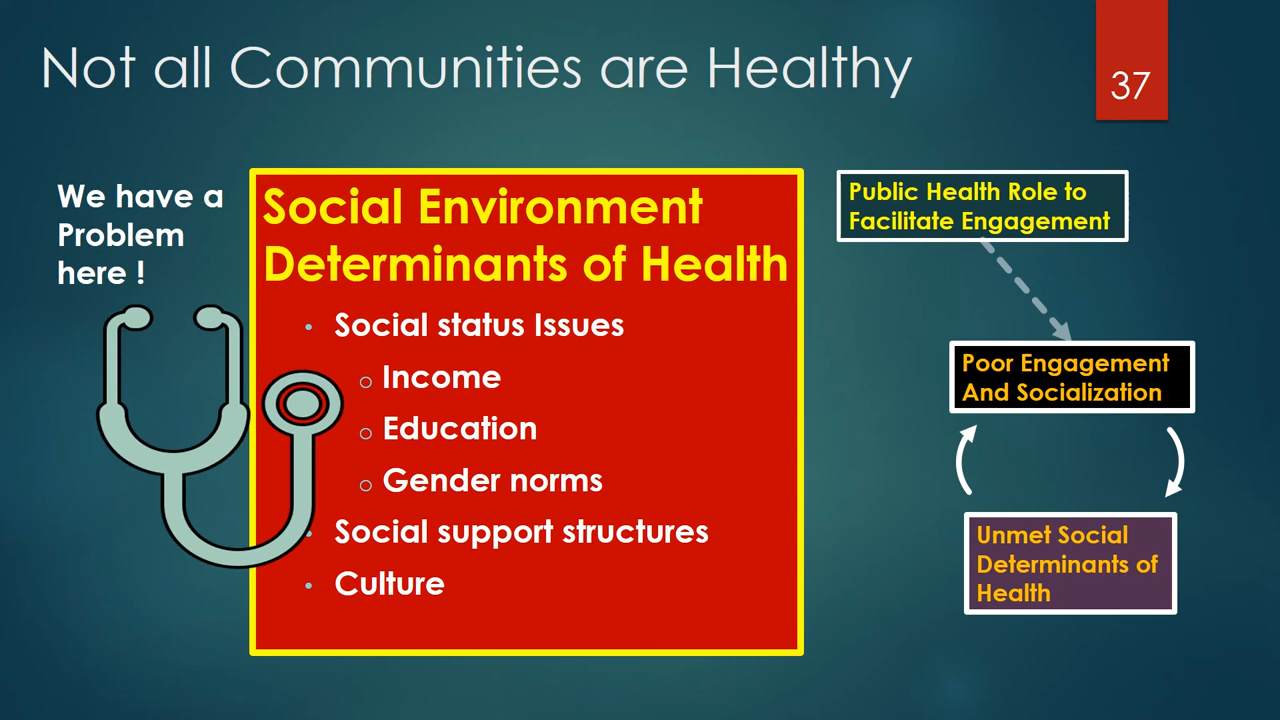 Not all Communities are Healthy
37
We have a
Problem
here !
Social Environment
Determinants of Health
• Social status Issues
o Income
o Education
o Gender norms
• Social support structures
• Culture
Public Health Role to
Facilitate Engagement
Poor Engagement
And Socialization
Unmet Social
Determinants of
Health